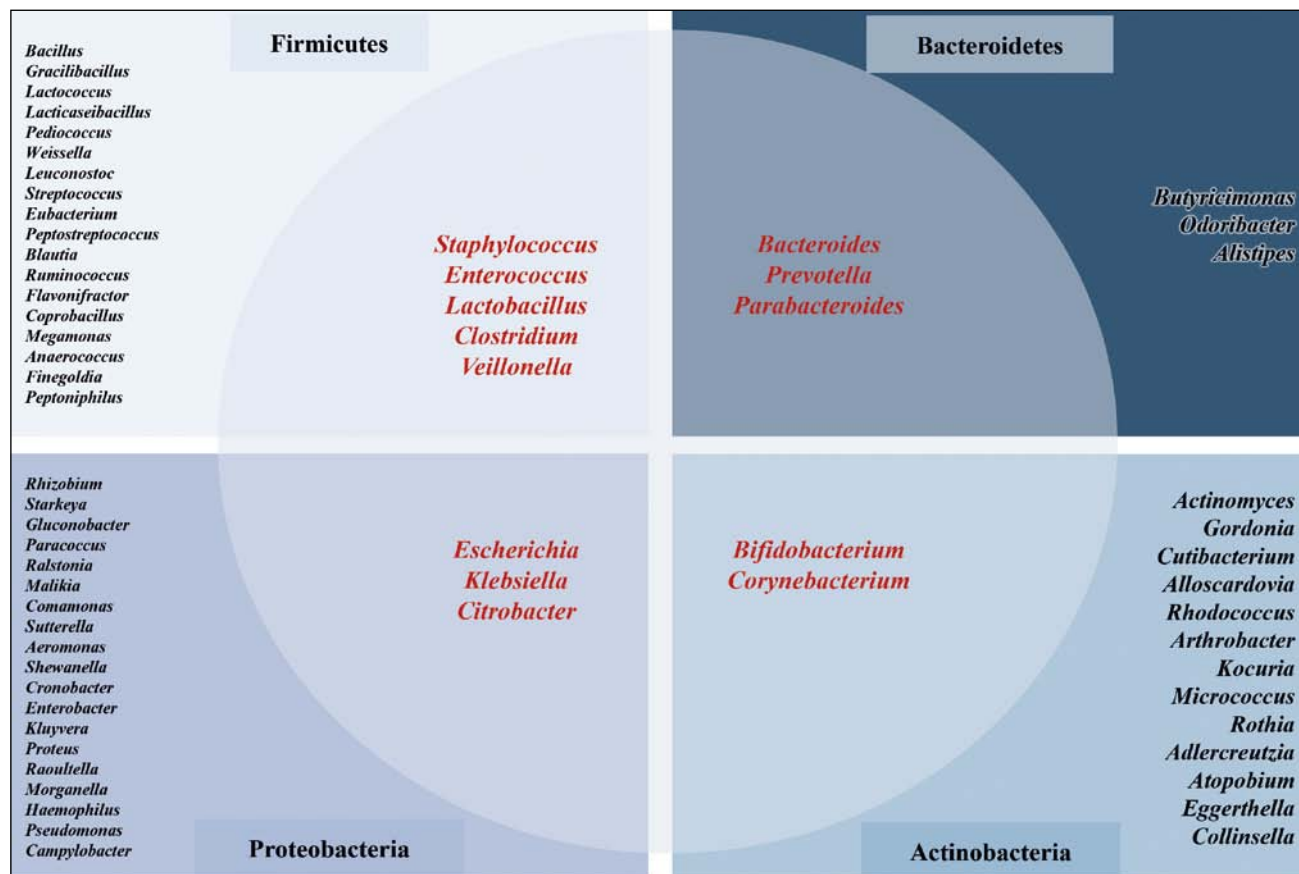 Firmicutes
Bacillus
Gracilibacillus
Lactococcus
Lacticaseibacillus
Pediococcus
Weissella
Leuconostoc
Streptococcus
Eubacterium
Peptostreptococcus
Blautia
Ruminococcus
Flavonifractor
Coprobacillus
Megamonas
Anaerococcus
Finegoldia
Peptoniphilus
Staphylococcus
Enterococcus
Lactobacillus
Clostridium
Veillonella
Bacteroidetes
Bacteroides
Prevotella
Parabacteroides
Butyricimonas
Odoribacter
Alistipes
Rhizobium
Starkeya
Gluconobacter
Paracoccus
Ralstonia
Malikia
Comamonas
Sutterella
Aeromonas
Shewanella
Cronobacter
Enterobacter
Kluyvera
Proteus
Raoultella
Morganella
Haemophilus
Pseudomonas
Campylobacter
Escherichia
Klebsiella
Citrobacter
Proteobacteria
Bifidobacterium
Corynebacterium
Actinomyces
Gordonia
Cutibacterium
Alloscardovia
Rhodococcus
Arthrobacter
Kocuria
Micrococcus
Rothia
Adlercreutzia
Atopobium
Eggerthella
Collinsella
Actinobacteria